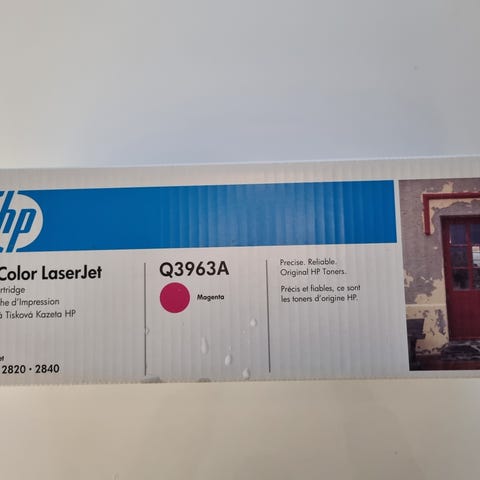 hp
Color LaserJet
he d'Impression
Tisková Kazeta HP
2820 • 2840
Q3963A
Magenta
Precise. Reliable.
Original HP Toners.
Précis et fiables, ce sont
les toners d'origine HP.